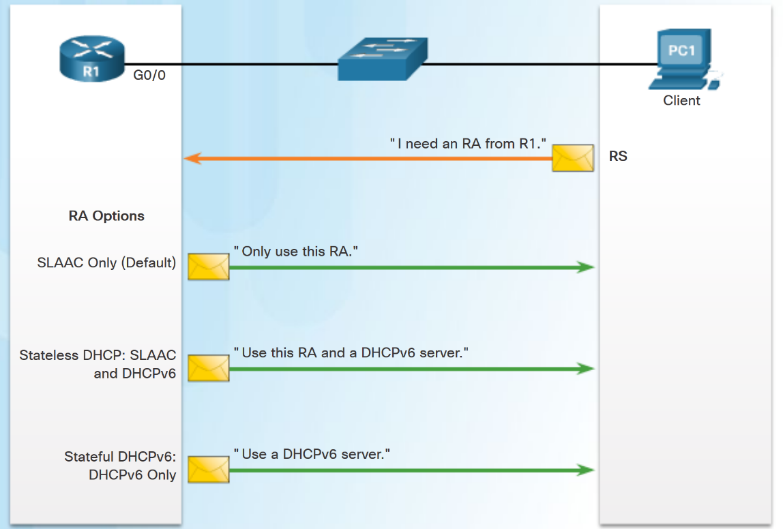 R1
G0/0
PC1
Client
"I need an RA from R1."
RS
RA Options
SLAAC Only (Default)
"Only use this RA."
Stateless DHCP: SLAAC
and DHCPv6
"Use this RA and a DHCPv6 server."
Stateful DHCPv6:
DHCPv6 Only
"Use a DHCPv6 server."